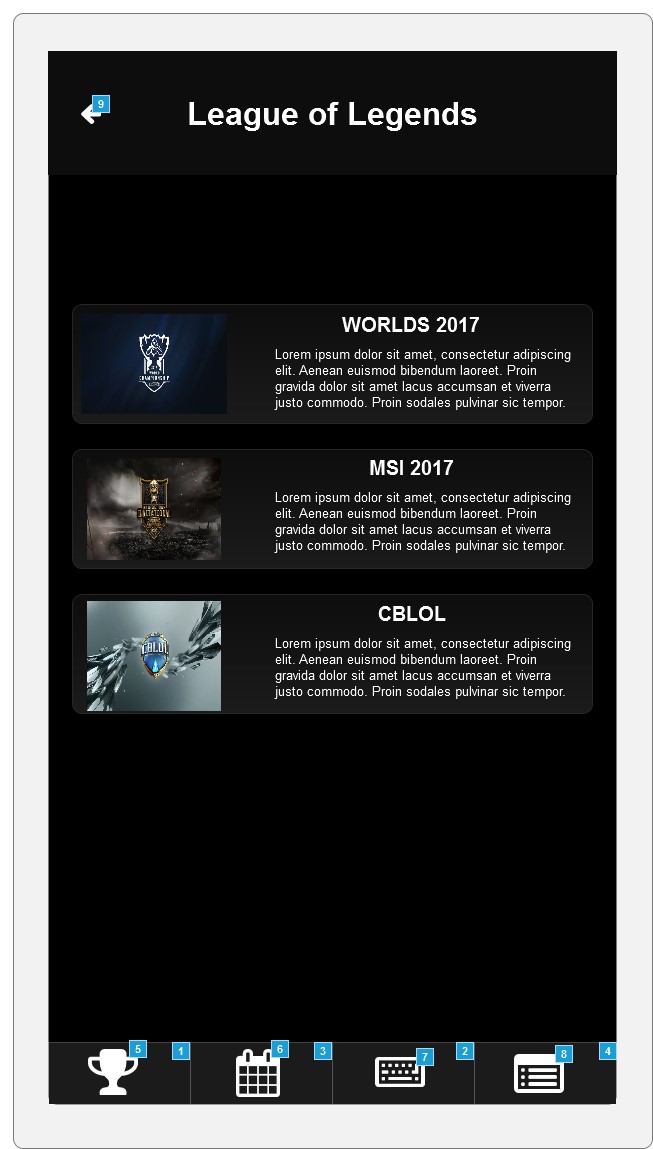 9
League of Legends
WORLDS 2017
Lorem ipsum dolor sit amet, consectetur adipiscing
elit. Aenean euismod bibendum laoreet. Proin
gravida dolor sit amet lacus accumsan et viverra
justo commodo. Proin sodales pulvinar sic tempor.
WORLD
CHAMPIONSHIP
MSI 2017
Lorem ipsum dolor sit amet, consectetur adipiscing
elit. Aenean euismod bibendum laoreet. Proin
gravida dolor sit amet lacus accumsan et viverra
justo commodo. Proin sodales pulvinar sic tempor.
CBLOL
Lorem ipsum dolor sit amet, consectetur adipiscing
elit. Aenean euismod bibendum laoreet. Proin
gravida dolor sit amet lacus accumsan et viverra
justo commodo. Proin sodales pulvinar sic tempor.
CBLOL
5 1 6 3 7 2 8 4